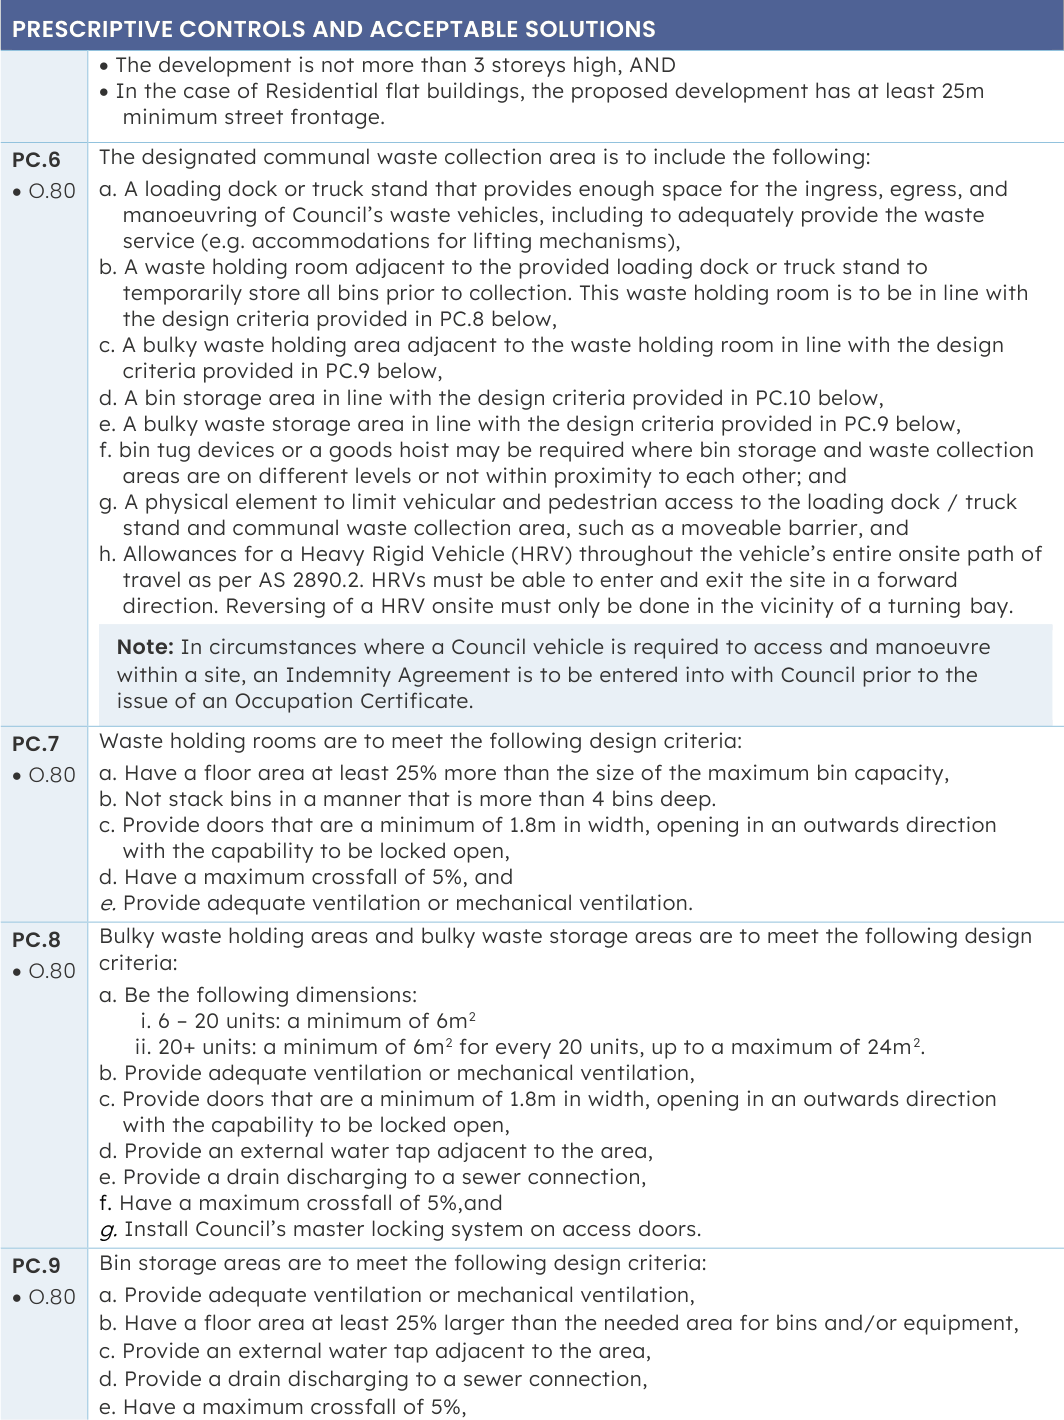 PRESCRIPTIVE CONTROLS AND ACCEPTABLE SOLUTIONS
• The development is not more than 3 storeys high, AND
• In the case of Residential flat buildings, the proposed development has at least 25m
minimum street frontage.
PC.6
• O.80
The designated communal waste collection area is to include the following:
a. A loading dock or truck stand that provides enough space for the ingress, egress, and
manoeuvring of Council's waste vehicles, including to adequately provide the waste
service (e.g. accommodations for lifting mechanisms),
b. A waste holding room adjacent to the provided loading dock or truck stand to
temporarily store all bins prior to collection. This waste holding room is to be in line with
the design criteria provided in PC.8 below,
c. A bulky waste holding area adjacent to the waste holding room in line with the design
criteria provided in PC.9 below,
d. A bin storage area in line with the design criteria provided in PC.10 below,
e. A bulky waste storage area in line with the design criteria provided in PC.9 below,
f. bin tug devices or a goods hoist may be required where bin storage and waste collection
areas are on different levels or not within proximity to each other; and
g. A physical element to limit vehicular and pedestrian access to the loading dock / truck
stand and communal waste collection area, such as a moveable barrier, and
h. Allowances for a Heavy Rigid Vehicle (HRV) throughout the vehicle's entire onsite path of
travel as per AS 2890.2. HRVs must be able to enter and exit the site in a forward
direction. Reversing of a HRV onsite must only be done in the vicinity of a turning bay.
Note: In circumstances where a Council vehicle is required to access and manoeuvre
within a site, an Indemnity Agreement is to be entered into with Council prior to the
issue of an Occupation Certificate.
PC.7
• O.80
Waste holding rooms are to meet the following design criteria:
a. Have a floor area at least 25% more than the size of the maximum bin capacity,
b. Not stack bins in a manner that is more than 4 bins deep.
c. Provide doors that are a minimum of 1.8m in width, opening in an outwards direction
with the capability to be locked open,
d. Have a maximum crossfall of 5%, and
e. Provide adequate ventilation or mechanical ventilation.
PC.8
• O.80
Bulky waste holding areas and bulky waste storage areas are to meet the following design
criteria:
a. Be the following dimensions:
i. 6 – 20 units: a minimum of 6m²
ii. 20+ units: a minimum of 6m² for every 20 units, up to a maximum of 24m².
b. Provide adequate ventilation or mechanical ventilation,
c. Provide doors that are a minimum of 1.8m in width, opening in an outwards direction
with the capability to be locked open,
d. Provide an external water tap adjacent to the area,
e. Provide a drain discharging to a sewer connection,
f. Have a maximum crossfall of 5%,and
g. Install Council's master locking system on access doors.
PC.9
• O.80
Bin storage areas are to meet the following design criteria:
a. Provide adequate ventilation or mechanical ventilation,
b. Have a floor area at least 25% larger than the needed area for bins and/or equipment,
c. Provide an external water tap adjacent to the area,
d. Provide a drain discharging to a sewer connection,
e. Have a maximum crossfall of 5%,